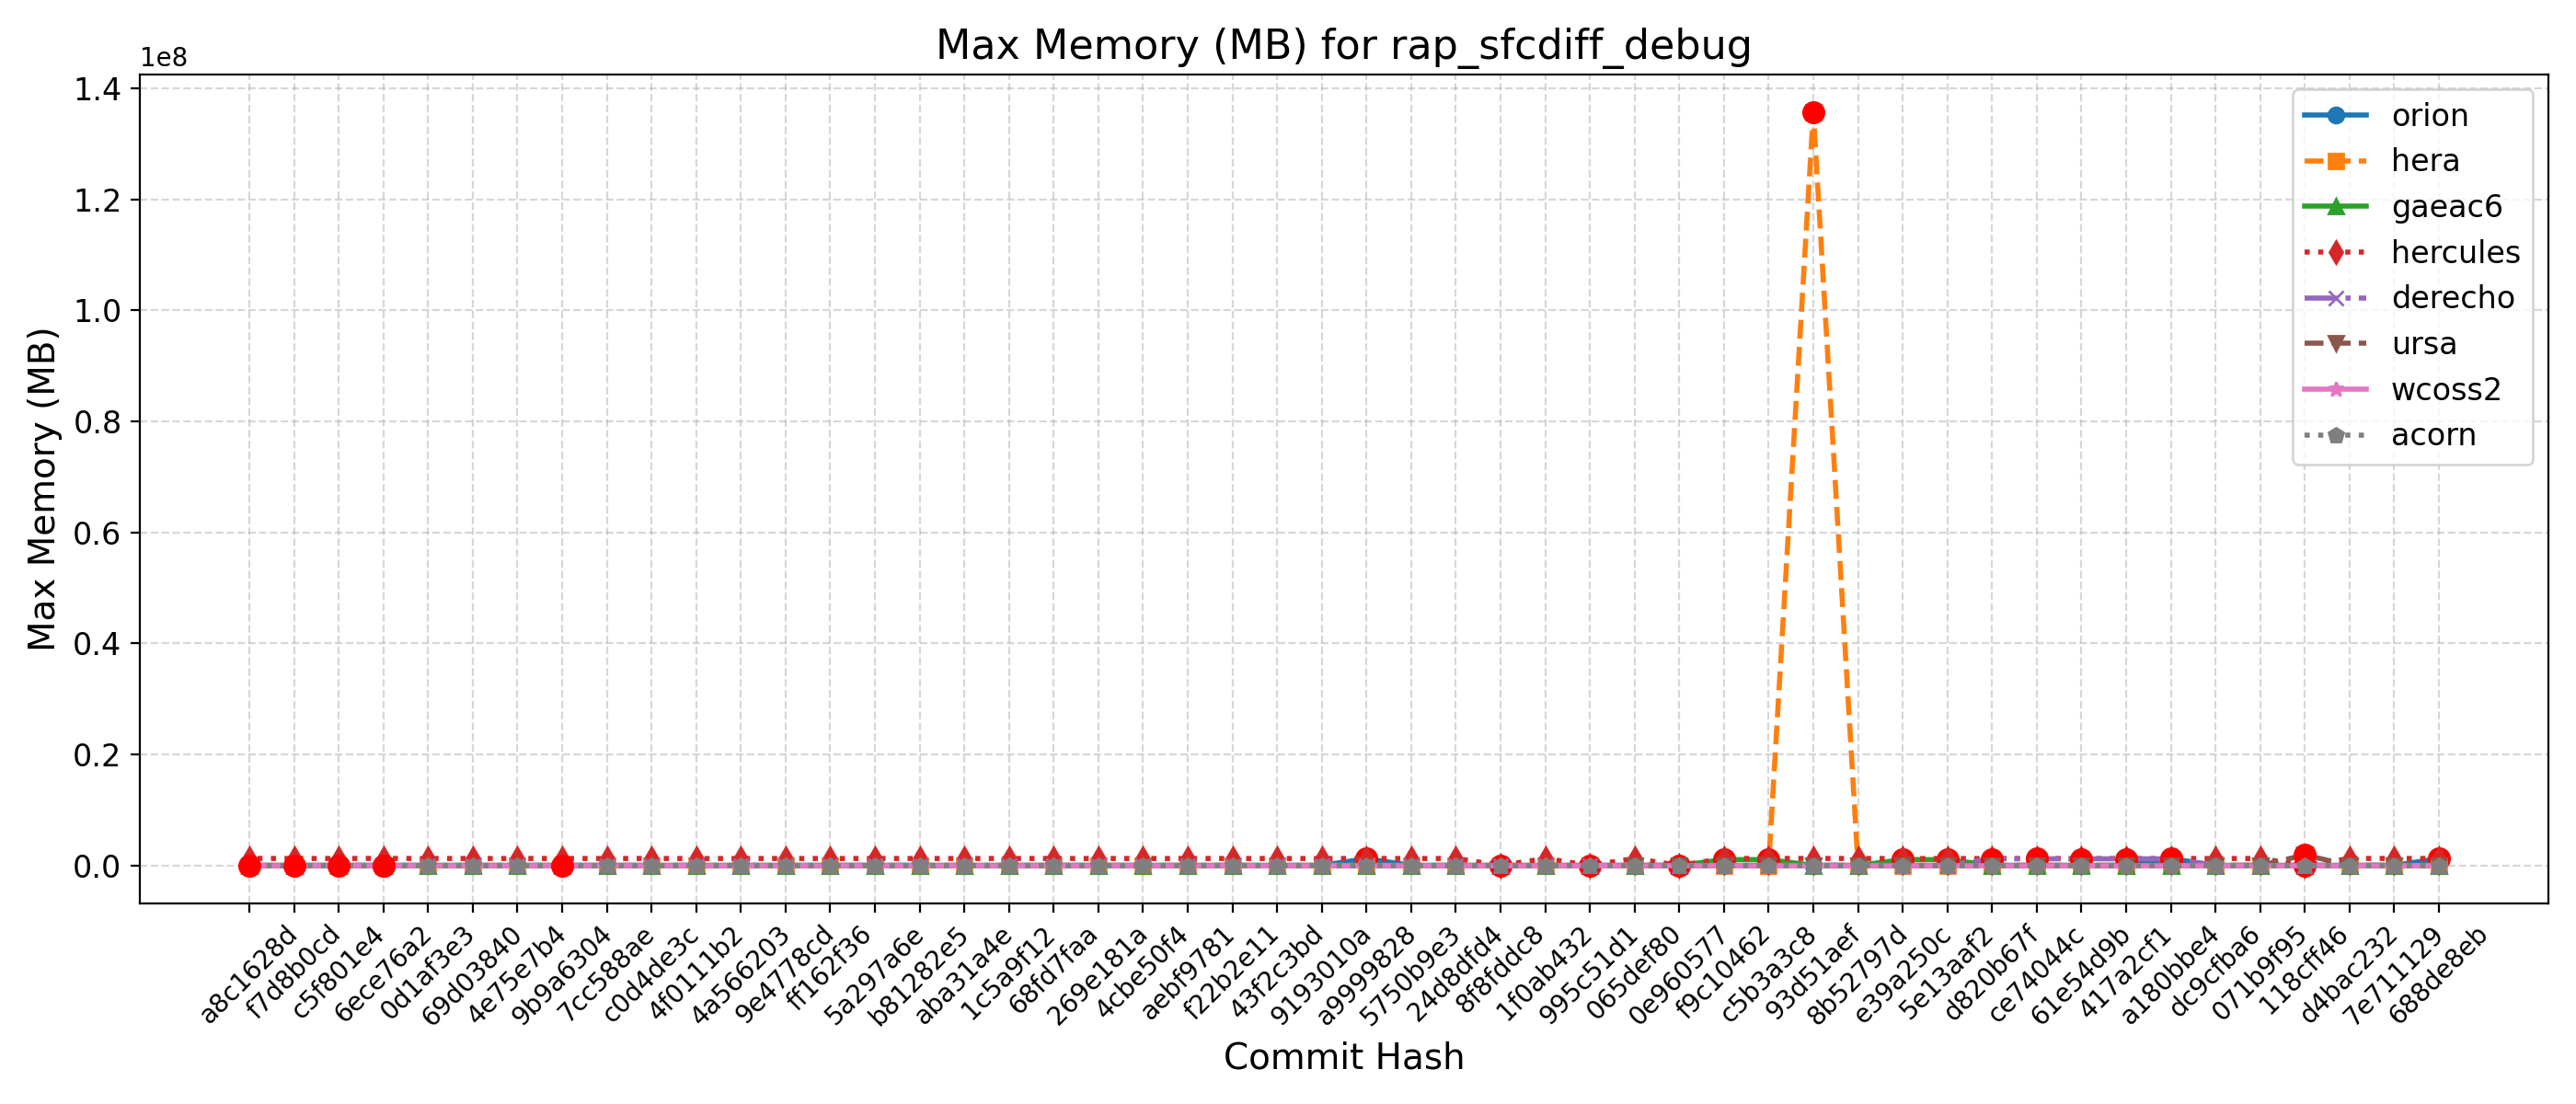 Max Memory (MB) for rap_sfcdiff_debug
1e8
1.4
1.2
1.0
0.8
0.6
0.4
0.2
0.0
Max Memory (MB)
orion
hera
gaeac6
hercules
derecho
ursa
wcoss2
acorn
a8c1628d
f7d8b0cd
c5f801e4
6ece76a2
0d1af3e3
69d03840
4e75e7b4
9b9a6304
7cc588ae
c0d4de3c
4f0111b2
4a566203
9e4778cd
ff162f36
5a297a6e
b81282e5
aba31a4e
1c5a9f12
68fd7faa
269e181a
4cbe50f4
aebf9781
f22b2e11
43f2c3bd
9193010a
a9999828
5750b9e3
24d8dfd4
8f8fddc8
1f0ab432
995c51d1
065def80
0e960577
f9c10462
c5b3a3c8
93d51aef
8b52797d
e39a250c
5e13aaf2
d820b67f
ce74044c
61e54d9b
417a2cf1
a180bbe4
dc9cfba6
071b9f95
118cff46
d4bac232
7e711129
688de8eb
Commit Hash